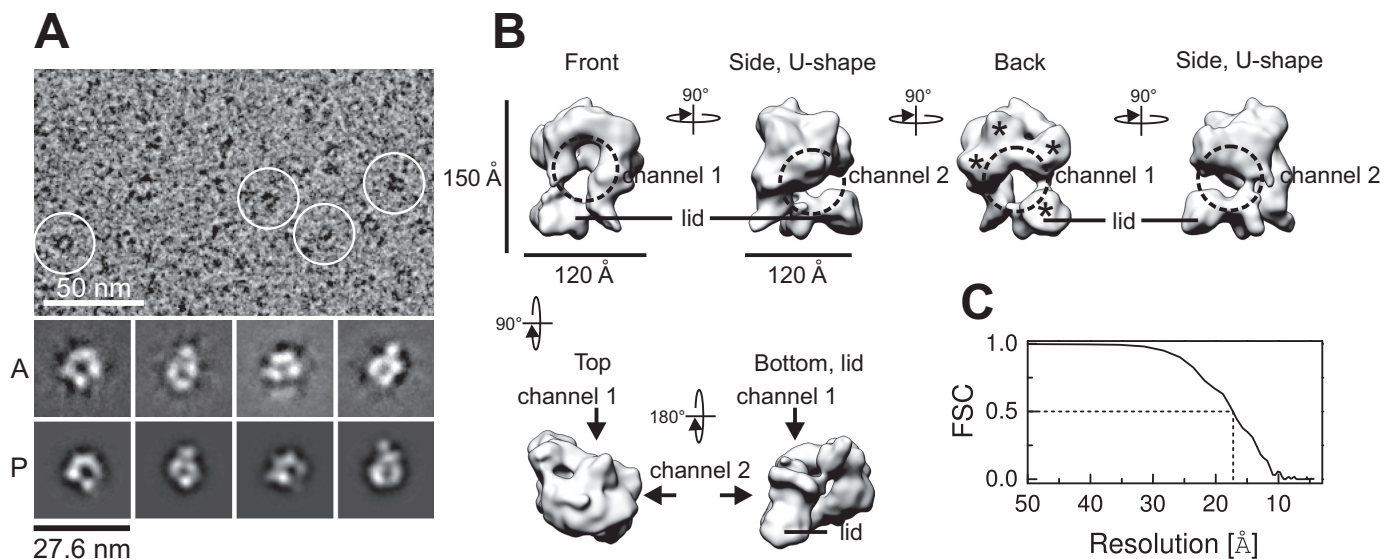 A
50 nm
A
P
27.6 nm
B
Front
Side, U-shape
Back
Side, U-shape
90°
90°
90°
150 Å
channel 1
channel 2
channel 1
channel 2
lid
lid
120 Å
120 Å
* * * *
90°
Top
channel 1
180°
Bottom, lid
channel 1
channel 2
lid
C
FSC
1.0
0.5
0.0
50 40 30 20 10
Resolution [Å]